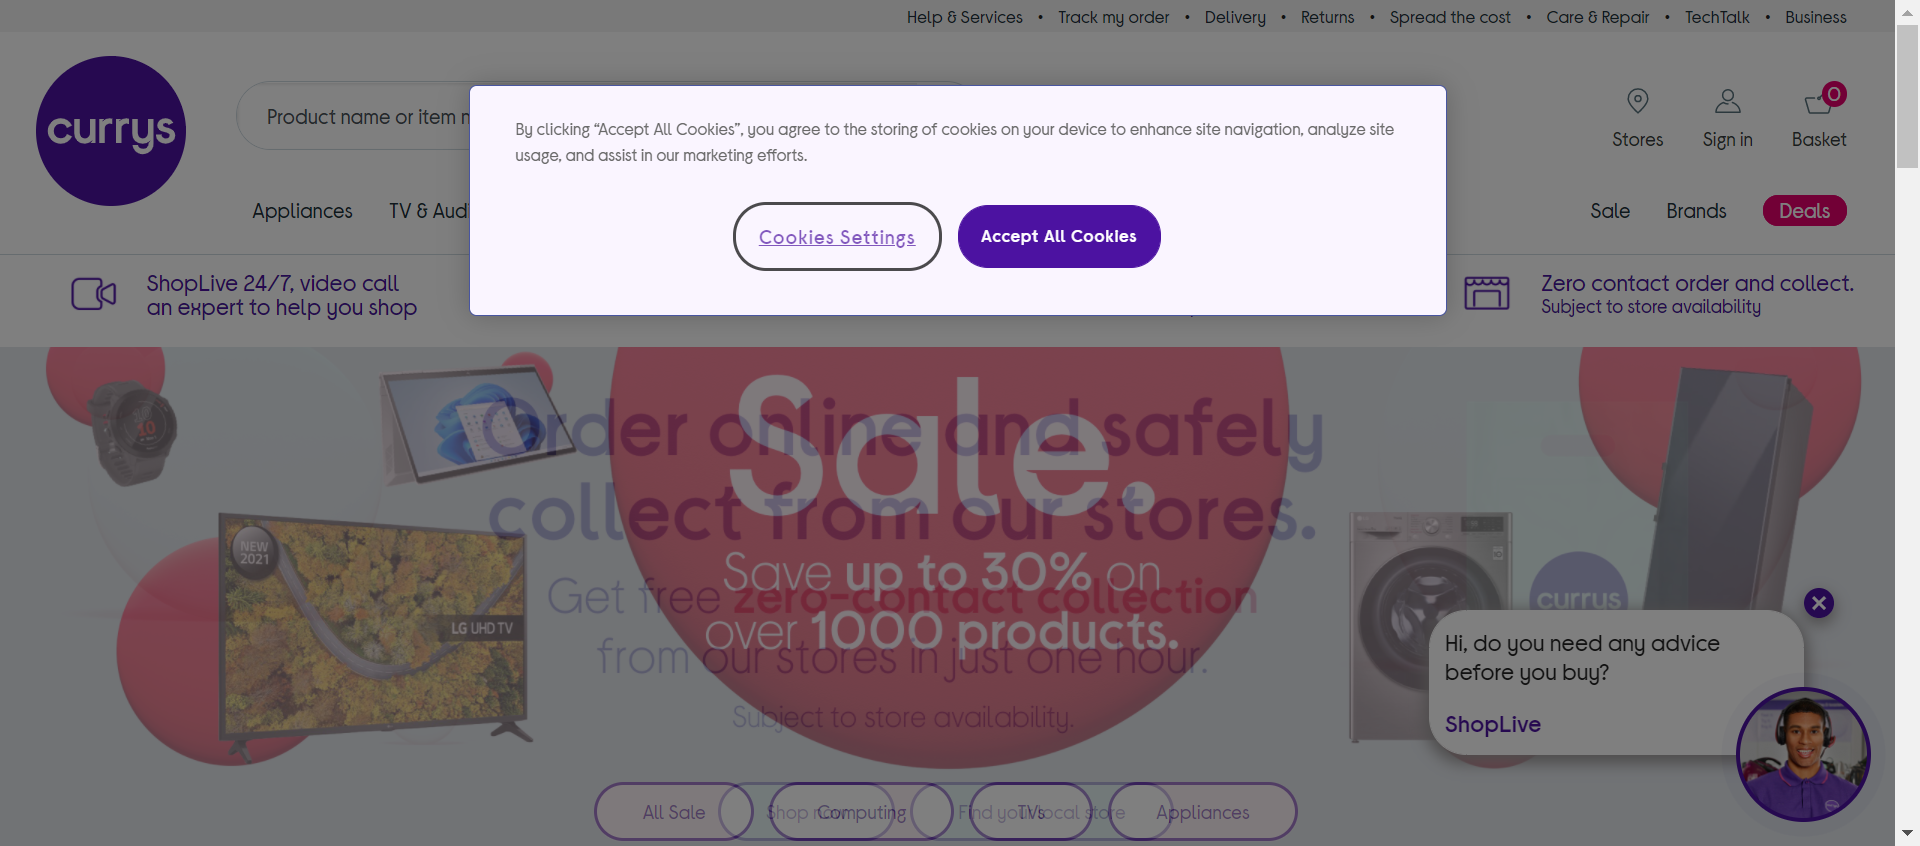 Help & Services • Track my order • Delivery • Returns • Spread the cost • Care & Repair • TechTalk • Business
currys
Product name or item
Stores
Sign in
0
Basket
By clicking “Accept All Cookies”, you agree to the storing of cookies on your device to enhance site navigation, analyze site
usage, and assist in our marketing efforts.
Cookies Settings
Accept All Cookies
Appliances
TV &
Sale
Brands
Deals
ShopLive 24/7, video call
an expert to help you shop
Zero contact order and collect.
Subject to store availability
Sale.
Save up to 30% on
over 1000 products.
Order online and safely
collect from our stores.
Get free zero-contact collection
from our stores in just one hour.
Subject to store availability.
10
NEW
2021
LG UHD TV
currys
Hi, do you need any advice
before you buy?
ShopLive
All Sale
Shop now
Computing
Find your local store
TVs
Appliances